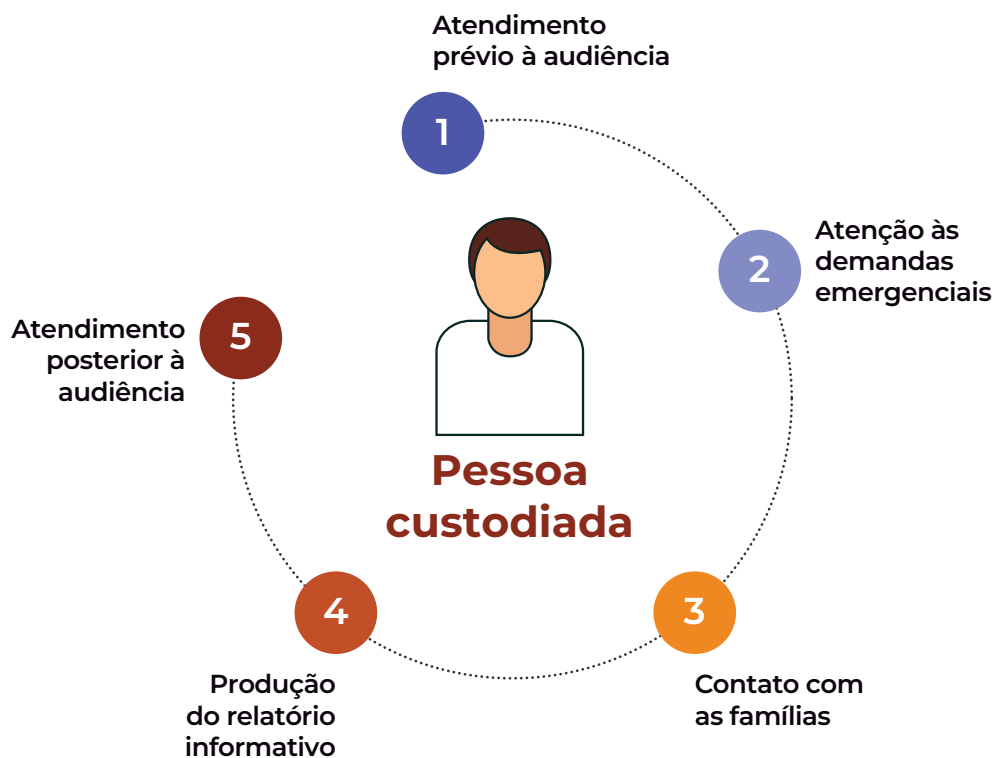 Atendimento
prévio à audiência
1
2
Atenção às
demandas
emergenciais
3
Contato com
as famílias
4
Produção
do relatório
informativo
5
Atendimento
posterior à
audiência
Pessoa
custodiada